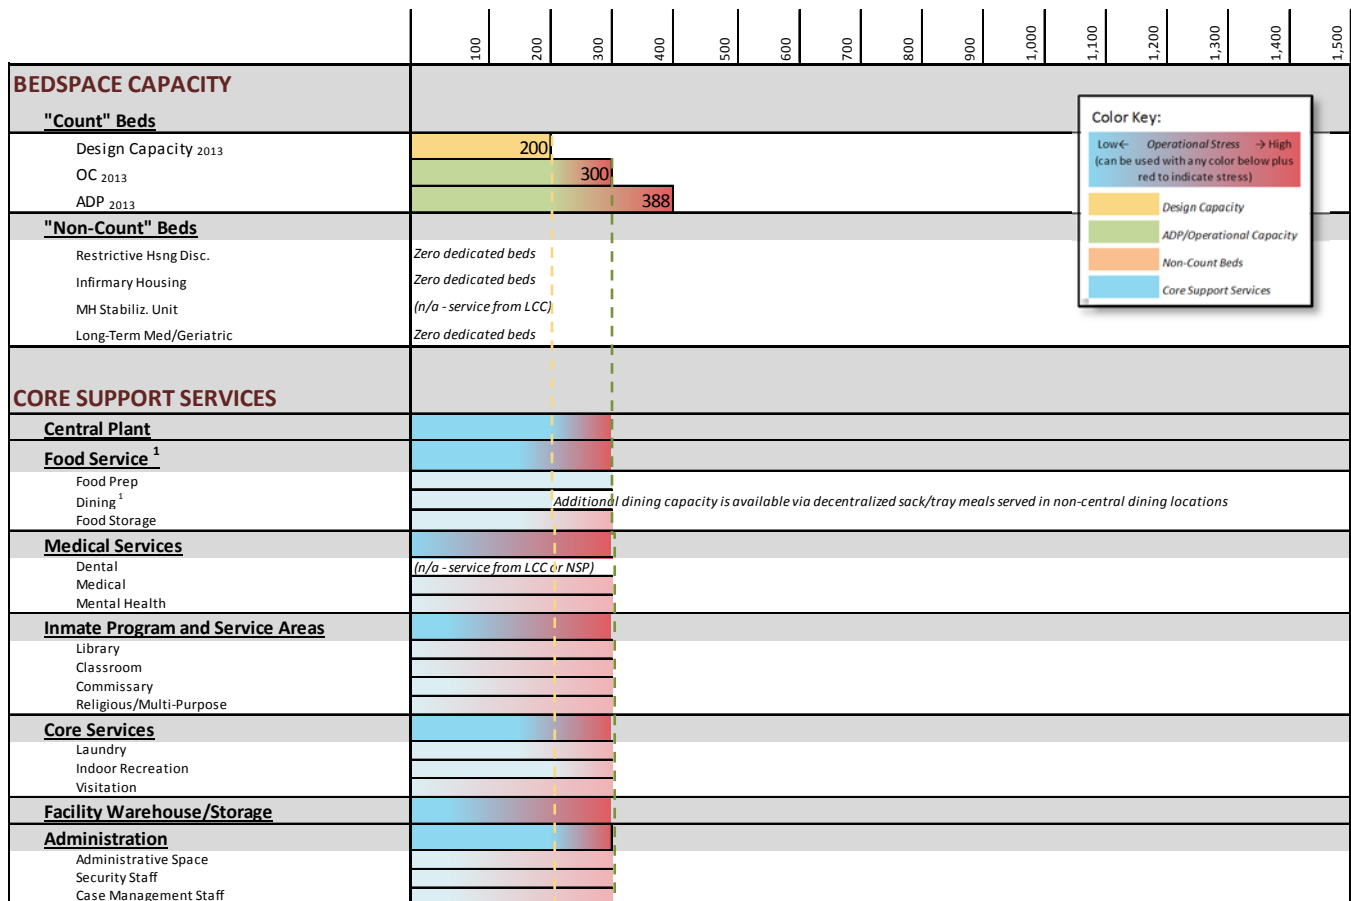 100 200 300 400 500 600 700 800 900 1,000 1,100 1,200 1,300 1,400 1,500
BEDSPACE CAPACITY
"Count" Beds
Design Capacity 2013 200
OC 2013 300
ADP 2013 388
Color Key:
Low← Operational Stress → High
(can be used with any color below plus
red to indicate stress)
Design Capacity
ADP/Operational Capacity
Non-Count Beds
Core Support Services
"Non-Count" Beds
Restrictive Hsng Disc. Zero dedicated beds
Infirmary Housing Zero dedicated beds
MH Stabiliz. Unit (n/a - service from LCC)
Long-Term Med/Geriatric Zero dedicated beds
CORE SUPPORT SERVICES
Central Plant
Food Service 1
Food Prep
Dining 1 Additional dining capacity is available via decentralized sack/tray meals served in non-central dining locations
Food Storage
Medical Services
Dental (n/a - service from LCC or NSP)
Medical
Mental Health
Inmate Program and Service Areas
Library
Classroom
Commissary
Religious/Multi-Purpose
Core Services
Laundry
Indoor Recreation
Visitation
Facility Warehouse/Storage
Administration
Administrative Space
Security Staff
Case Management Staff